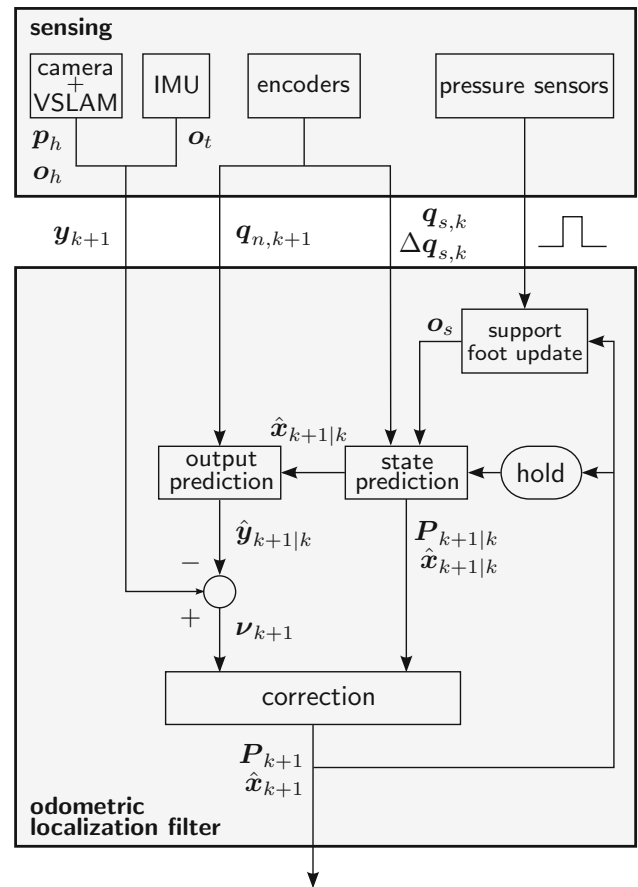 sensing
camera
+
VSLAM
IMU
encoders
pressure sensors
𝒑_h
𝒐_t
𝒐_h
𝒚_{k+1}
𝒒_{n,k+1}
𝒒_{s,k}
Δ𝒒_{s,k}
𝒐_s
support
foot update
x̂_{k+1|k}
output
prediction
state
prediction
hold
ŷ_{k+1|k}
𝑷_{k+1|k}
x̂_{k+1|k}
−
+
𝝂_{k+1}
correction
𝑷_{k+1}
x̂_{k+1}
odometric
localization filter